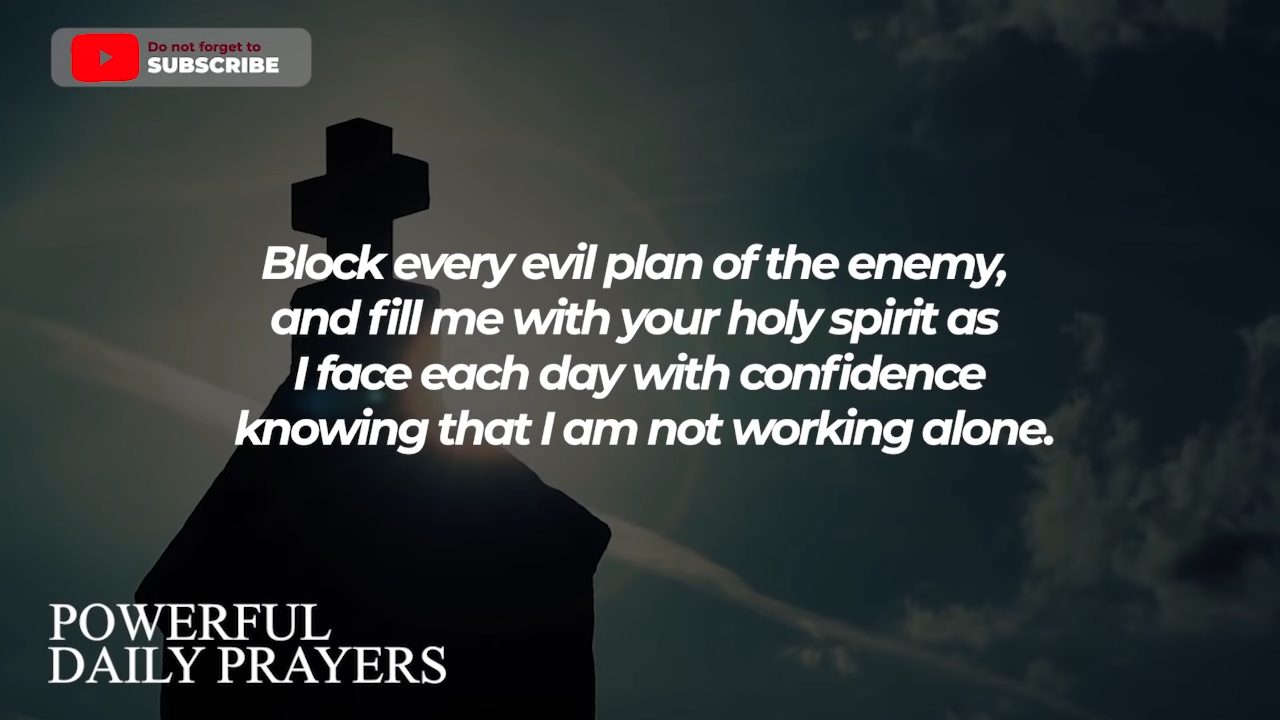 Do not forget to
SUBSCRIBE
Block every evil plan of the enemy,
and fill me with your holy spirit as
I face each day with confidence
knowing that I am not working alone.
POWERFUL
DAILY PRAYERS